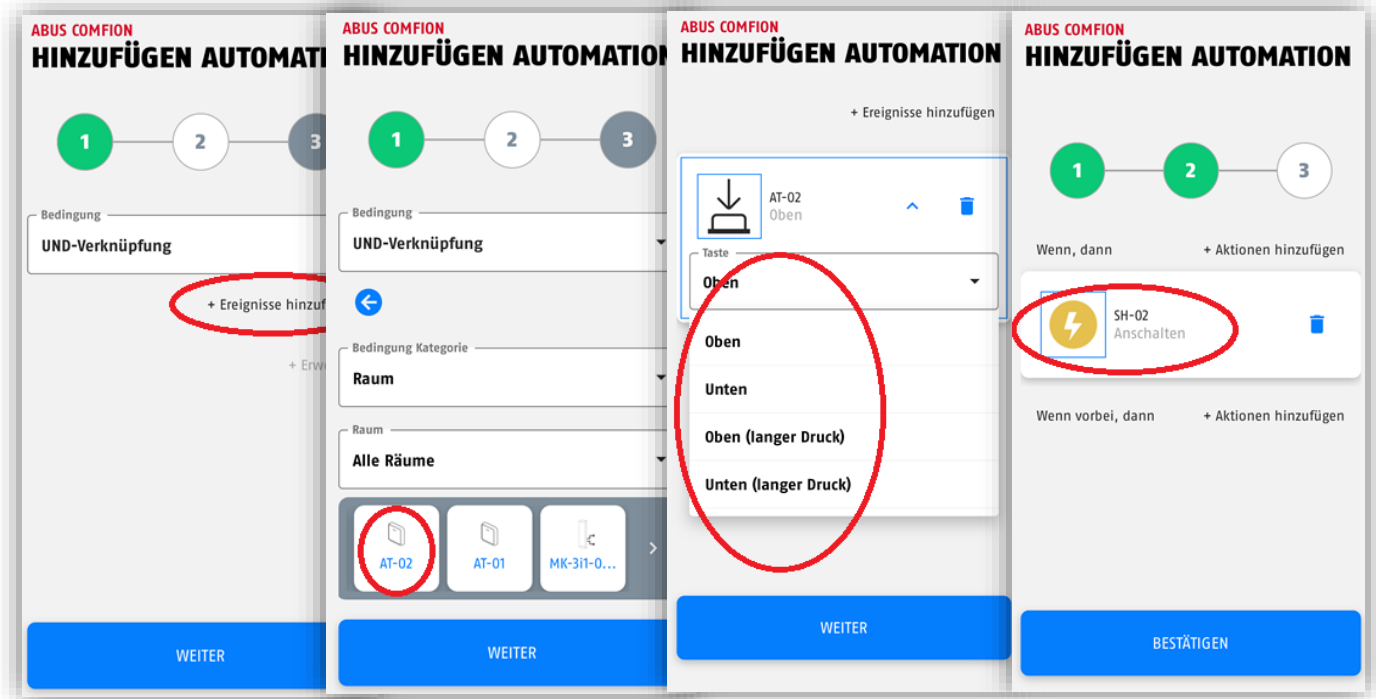 ABUS COMFION
HINZUFÜGEN AUTOMATI
1
2
3
Bedingung
UND-Verknüpfung
+ Ereignisse hinzuf
+ Erw
WEITER
ABUS COMFION
HINZUFÜGEN AUTOMATION
1
2
3
Bedingung
UND-Verknüpfung
Bedingung Kategorie
Raum
Raum
Alle Räume
AT-02
AT-01
MK-3i1-0...
WEITER
ABUS COMFION
HINZUFÜGEN AUTOMATION
+ Ereignisse hinzufügen
AT-02
Oben
Taste
Oben
Oben
Unten
Oben (langer Druck)
Unten (langer Druck)
WEITER
ABUS COMFION
HINZUFÜGEN AUTOMATION
1
2
3
Wenn, dann
+ Aktionen hinzufügen
SH-02
Anschalten
Wenn vorbei, dann
+ Aktionen hinzufügen
BESTÄTIGEN